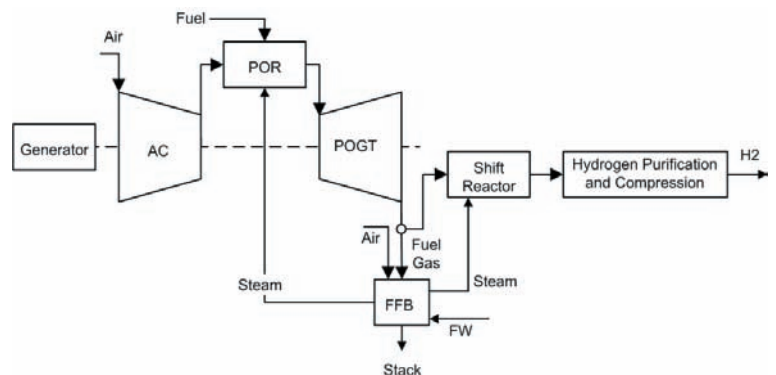 Fuel
Air
POR
Generator
AC
POGT
Shift
Reactor
Hydrogen Purification
and Compression
H2
Air
Fuel
Gas
Steam
Steam
FFB
FW
Stack